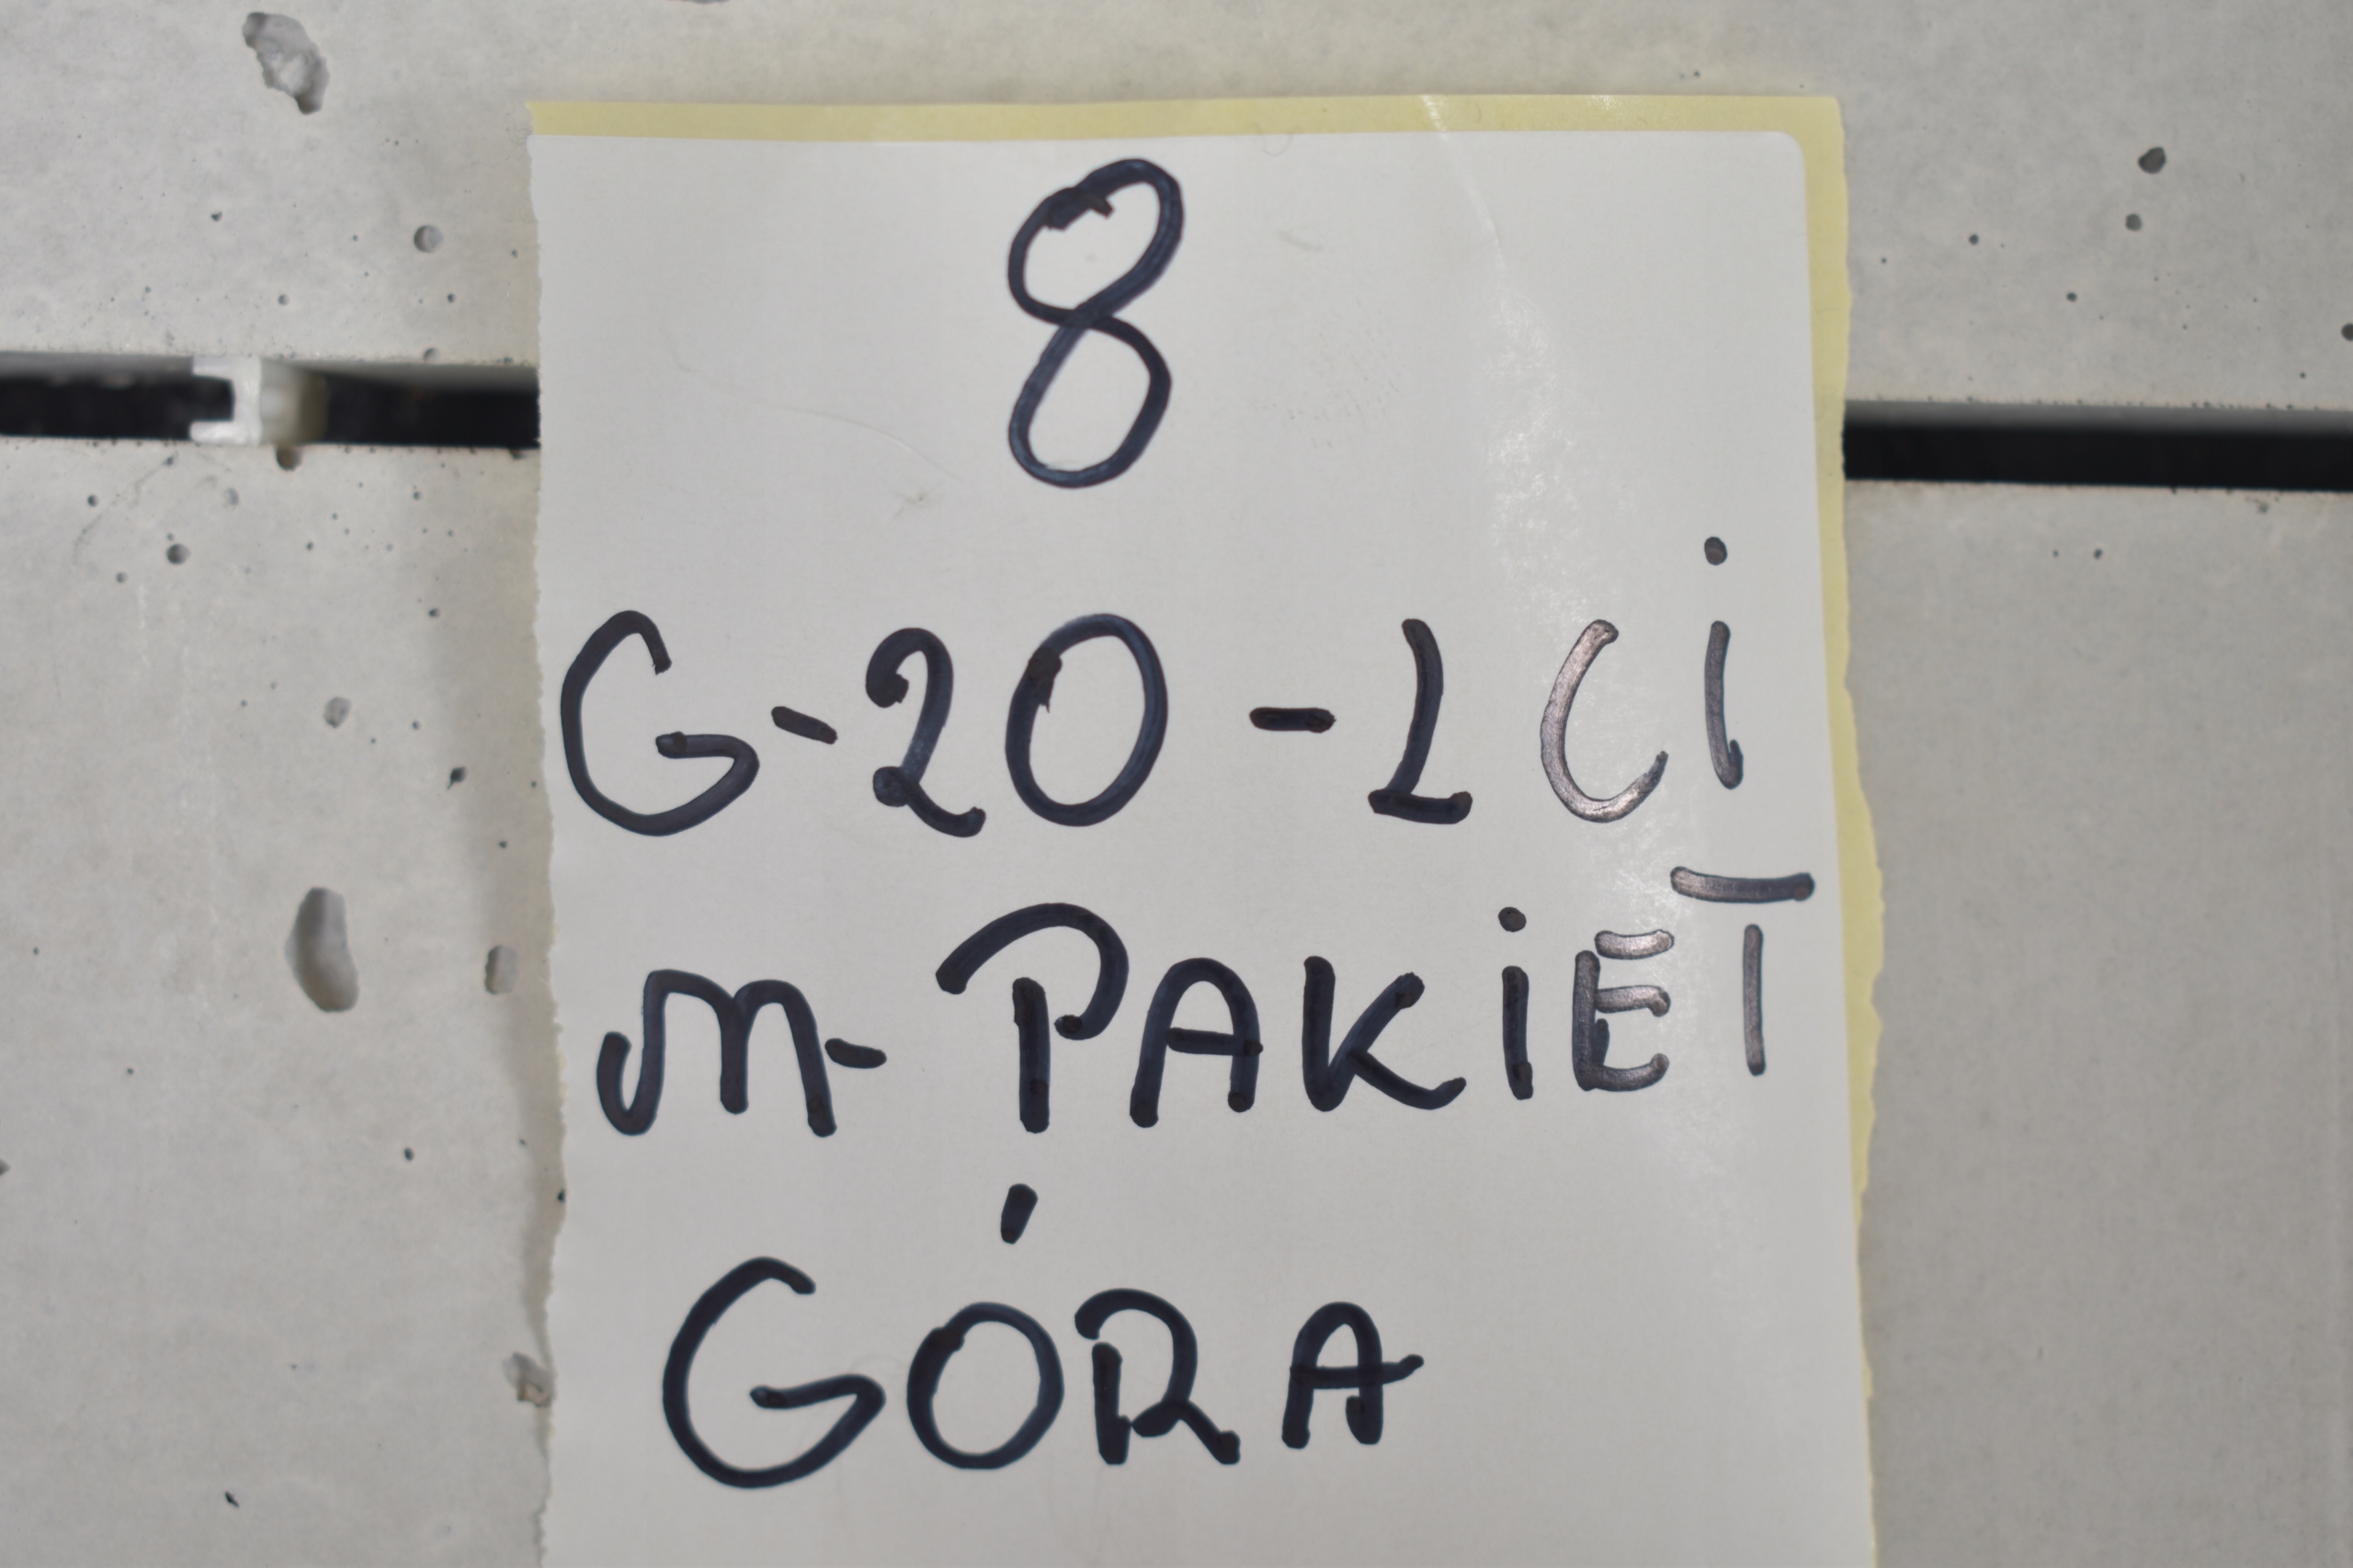 8
G-20-LCi
M-PAKiET
GÓRA